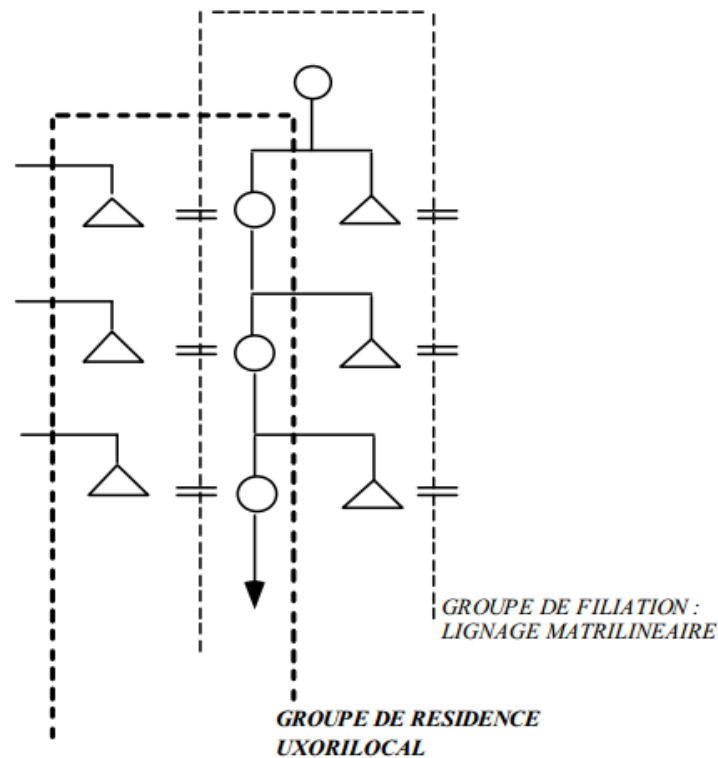 GROUPE DE FILIATION :
LIGNAGE MATRILINEAIRE
GROUPE DE RESIDENCE
UXORILOCAL